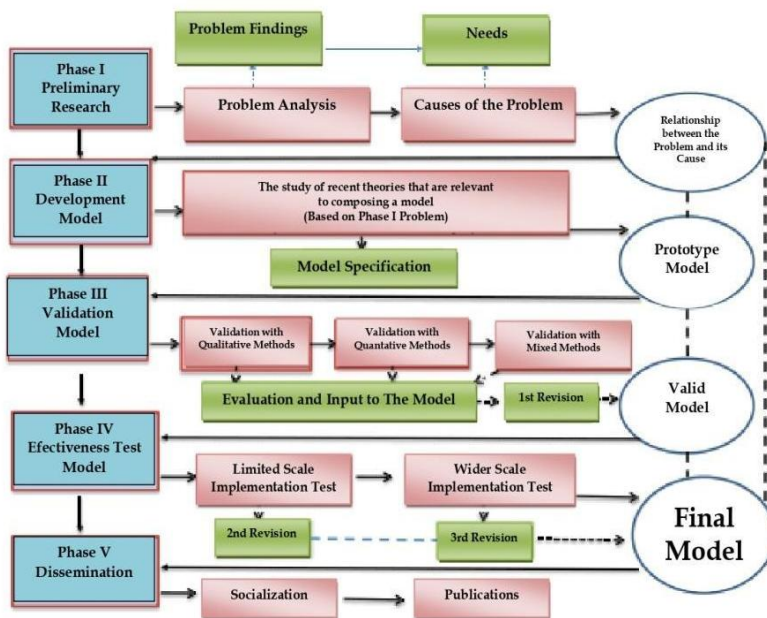 Problem Findings
Needs
Phase I
Preliminary
Research
Problem Analysis
Causes of the Problem
Relationship
between the
Problem and its
Cause
Phase II
Development
Model
The study of recent theories that are relevant
to composing a model
(Based on Phase I Problem)
Model Specification
Prototype
Model
Phase III
Validation
Model
Validation with
Qualitative Methods
Validation with
Quantative Methods
Validation with
Mixed Methods
Evaluation and Input to The Model
1st Revision
Valid
Model
Phase IV
Efectiveness Test
Model
Limited Scale
Implementation Test
Wider Scale
Implementation Test
2nd Revision
3rd Revision
Final
Model
Phase V
Dissemination
Socialization
Publications